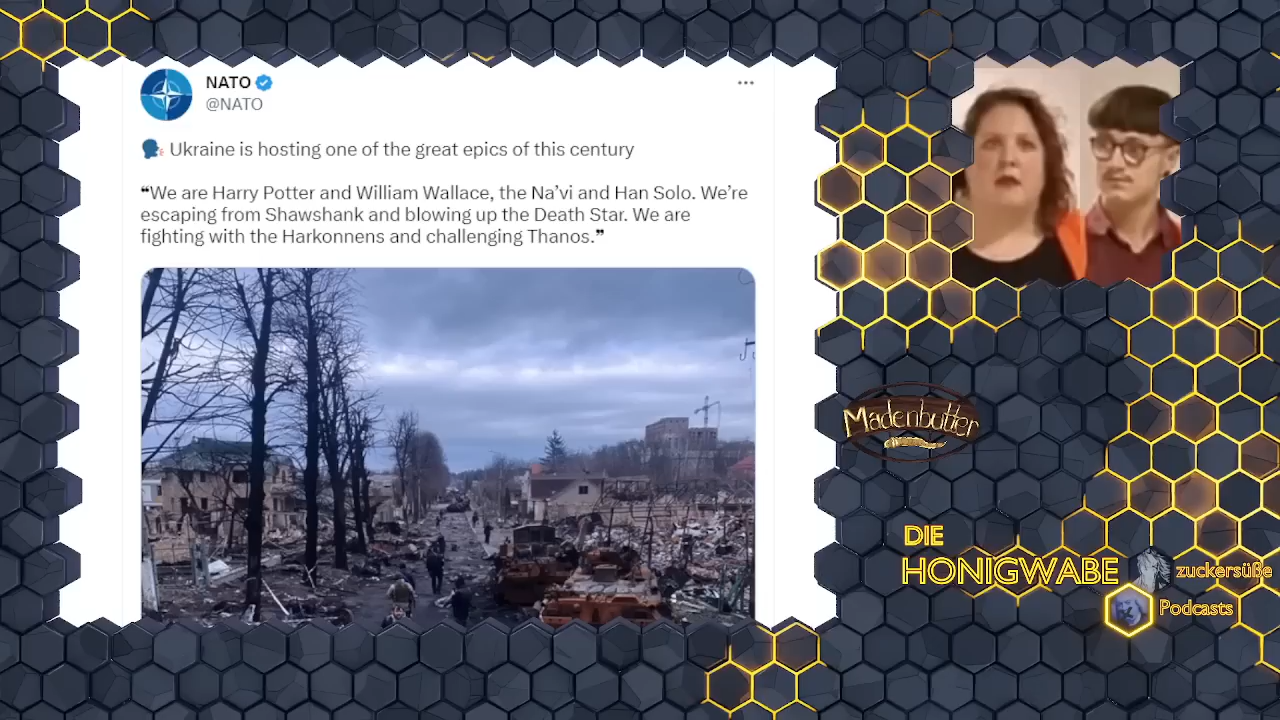 NATO
@NATO
Ukraine is hosting one of the great epics of this century
❝We are Harry Potter and William Wallace, the Na’vi and Han Solo. We’re
escaping from Shawshank and blowing up the Death Star. We are
fighting with the Harkonnens and challenging Thanos.❞
Madenbutter
DIE
HONIGWABE
zuckersüße
Podcasts